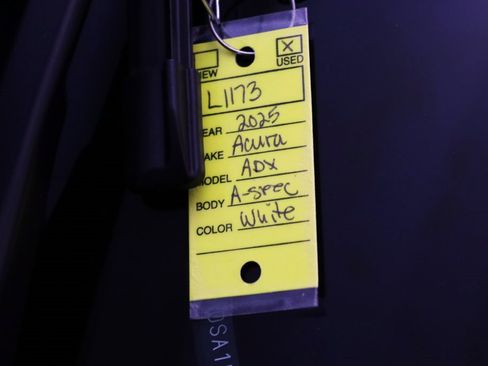 X
NEW USED
L1173
YEAR 2025
MAKE Acura
MODEL ADX
BODY A-spec
COLOR White